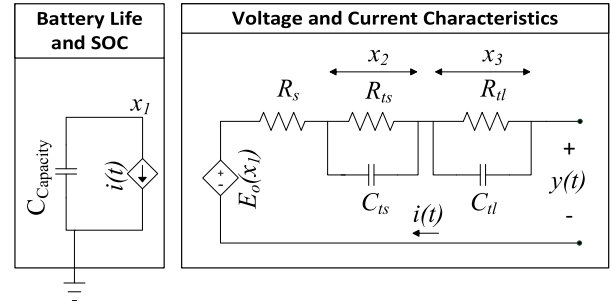 Battery Life
and SOC
Voltage and Current Characteristics
x1
CCapacity
i(t)
x2
x3
Rs
Rts
Rtl
+
-
Eo(x1)
Cts
Ctl
i(t)
+
y(t)
-